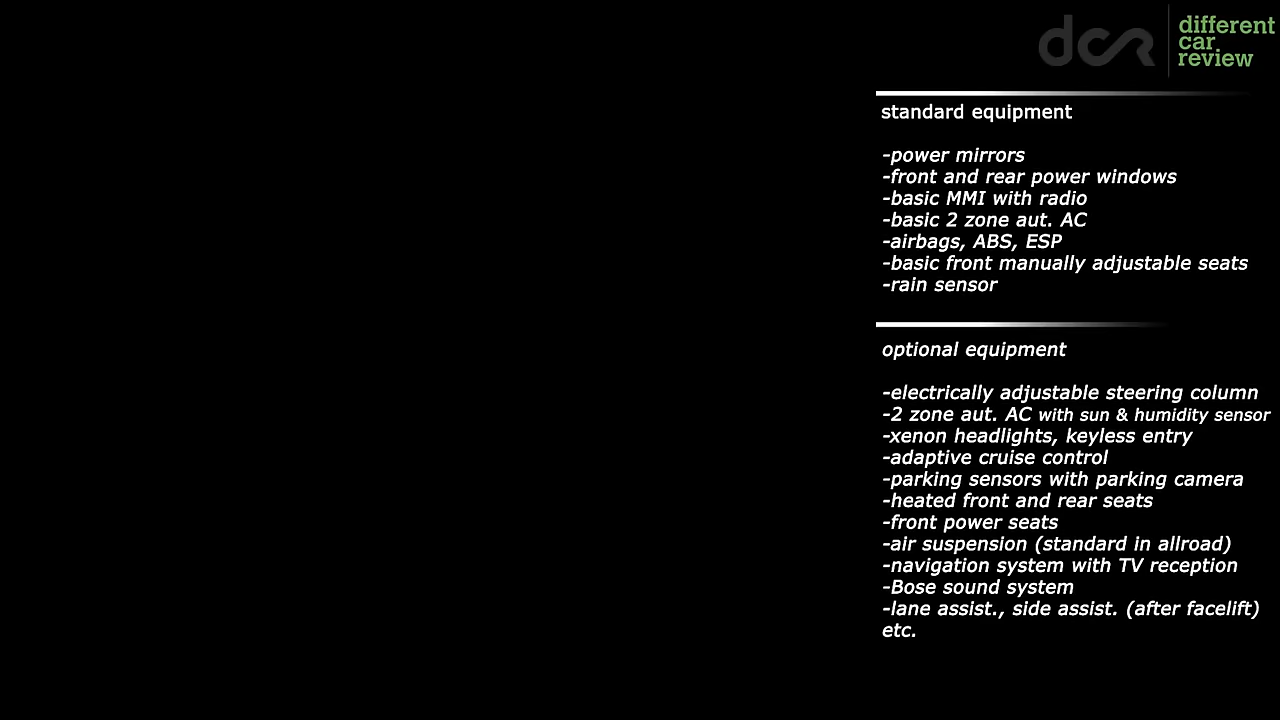 dcr
different
car
review
standard equipment
-power mirrors
-front and rear power windows
-basic MMI with radio
-basic 2 zone aut. AC
-airbags, ABS, ESP
-basic front manually adjustable seats
-rain sensor
optional equipment
-electrically adjustable steering column
-2 zone aut. AC with sun & humidity sensor
-xenon headlights, keyless entry
-adaptive cruise control
-parking sensors with parking camera
-heated front and rear seats
-front power seats
-air suspension (standard in allroad)
-navigation system with TV reception
-Bose sound system
-lane assist., side assist. (after facelift)
etc.